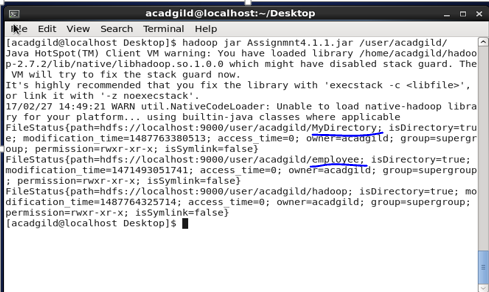 acadgild@localhost:~/Desktop
File Edit View Search Terminal Help
[acadgild@localhost Desktop]$ hadoop jar Assignmnt4.1.1.jar /user/acadgild/
Java HotSpot(TM) Client VM warning: You have loaded library /home/acadgild/hadoo
p-2.7.2/lib/native/libhadoop.so.1.0.0 which might have disabled stack guard. The
VM will try to fix the stack guard now.
It's highly recommended that you fix the library with 'execstack -c <libfile>',
or link it with '-z noexecstack'.
17/02/27 14:49:21 WARN util.NativeCodeLoader: Unable to load native-hadoop libra
ry for your platform... using builtin-java classes where applicable
FileStatus{path=hdfs://localhost:9000/user/acadgild/MyDirectory; isDirectory=tru
e; modification_time=1487763380513; access_time=0; owner=acadgild; group=supergr
oup; permission=rwxr-xr-x; isSymlink=false}
FileStatus{path=hdfs://localhost:9000/user/acadgild/employee; isDirectory=true;
modification_time=1471493051741; access_time=0; owner=acadgild; group=supergroup
; permission=rwxr-xr-x; isSymlink=false}
FileStatus{path=hdfs://localhost:9000/user/acadgild/hadoop; isDirectory=true; mo
dification_time=1487764325714; access_time=0; owner=acadgild; group=supergroup;
permission=rwxr-xr-x; isSymlink=false}
[acadgild@localhost Desktop]$